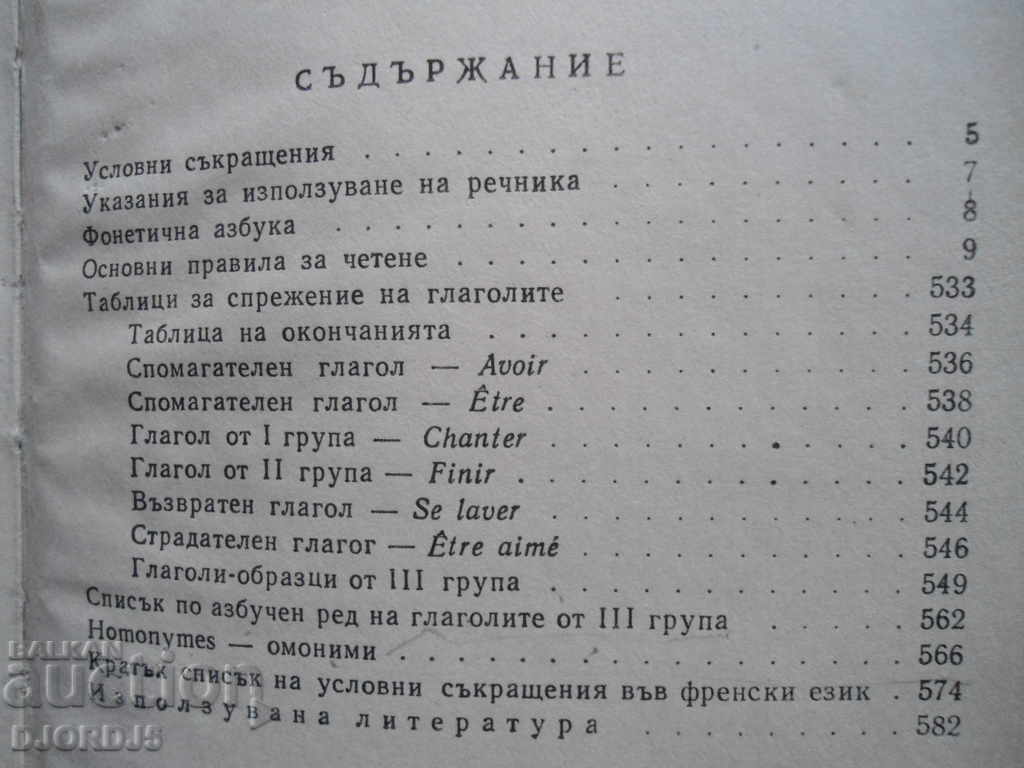 СЪДЪРЖАНИЕ
Условни съкращения . . . . . . . . . . . . . . . . 5
Указания за използуване на речника . . . . . . . . 7
Фонетична азбука . . . . . . . . . . . . . . . . . 8
Основни правила за четене . . . . . . . . . . . . 9
Таблици за спрежение на глаголите . . . . . . . . 533
Таблица на окончанията . . . . . . . . . . . . 534
Спомагателен глагол — Avoir . . . . . . . . . . 536
Спомагателен глагол — Être . . . . . . . . . . 538
Глагол от I група — Chanter . . . . . . . . . . 540
Глагол от II група — Finir . . . . . . . . . . 542
Възвратен глагол — Se laver . . . . . . . . . . 544
Страдателен глагог — Être aimé . . . . . . . . 546
Глаголи-образци от III група . . . . . . . . . 549
Списък по азбучен ред на глаголите от III група . . . . 562
Homonymes — омоними . . . . . . . . . . . . . . 566
Кратък списък на условни съкращения във френски език . 574
Използувана литература . . . . . . . . . . 582
BALKAN
auction
DJORDJ5